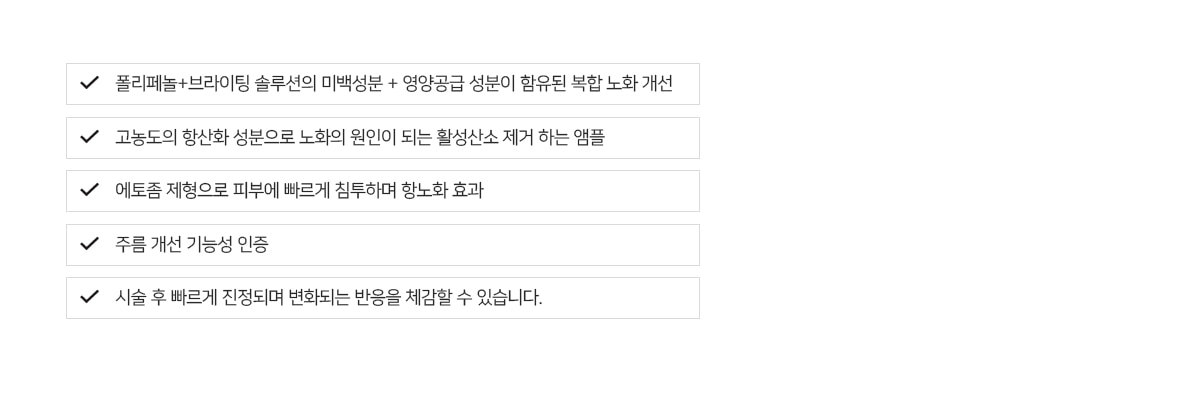 폴리페놀+브라이팅 솔루션의 미백성분 + 영양공급 성분이 함유된 복합 노화 개선
고농도의 항산화 성분으로 노화의 원인이 되는 활성산소 제거 하는 앰플
에토좀 제형으로 피부에 빠르게 침투하며 항노화 효과
주름 개선 기능성 인증
시술 후 빠르게 진정되며 변화되는 반응을 체감할 수 있습니다.